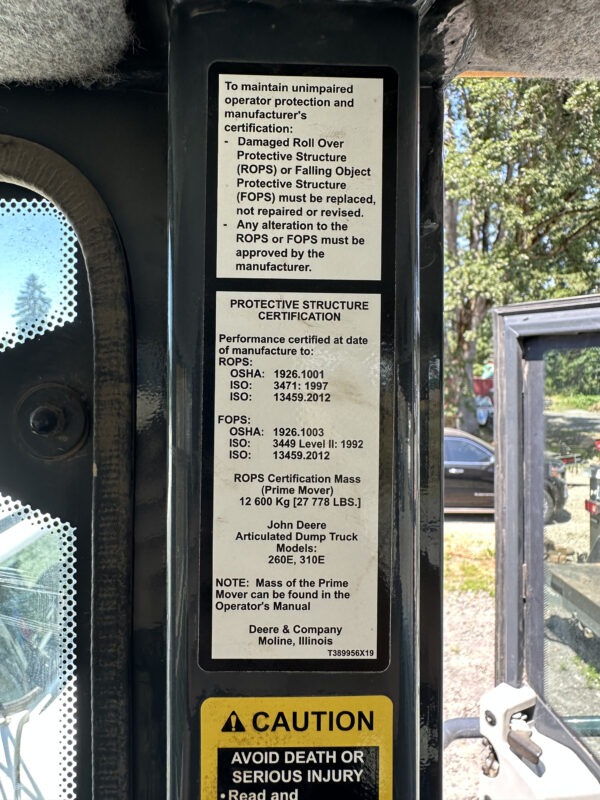 To maintain unimpaired
operator protection and
manufacturer's
certification:
- Damaged Roll Over
Protective Structure
(ROPS) or Falling Object
Protective Structure
(FOPS) must be replaced,
not repaired or revised.
- Any alteration to the
ROPS or FOPS must be
approved by the
manufacturer.
PROTECTIVE STRUCTURE
CERTIFICATION
Performance certified at date
of manufacture to:
ROPS:
OSHA: 1926.1001
ISO: 3471: 1997
ISO: 13459.2012
FOPS:
OSHA: 1926.1003
ISO: 3449 Level II: 1992
ISO: 13459.2012
ROPS Certification Mass
(Prime Mover)
12 600 Kg [27 778 LBS.]
John Deere
Articulated Dump Truck
Models:
260E, 310E
NOTE: Mass of the Prime
Mover can be found in the
Operator's Manual
Deere & Company
Moline, Illinois
T389956X19
CAUTION
AVOID DEATH OR
SERIOUS INJURY
• Read and